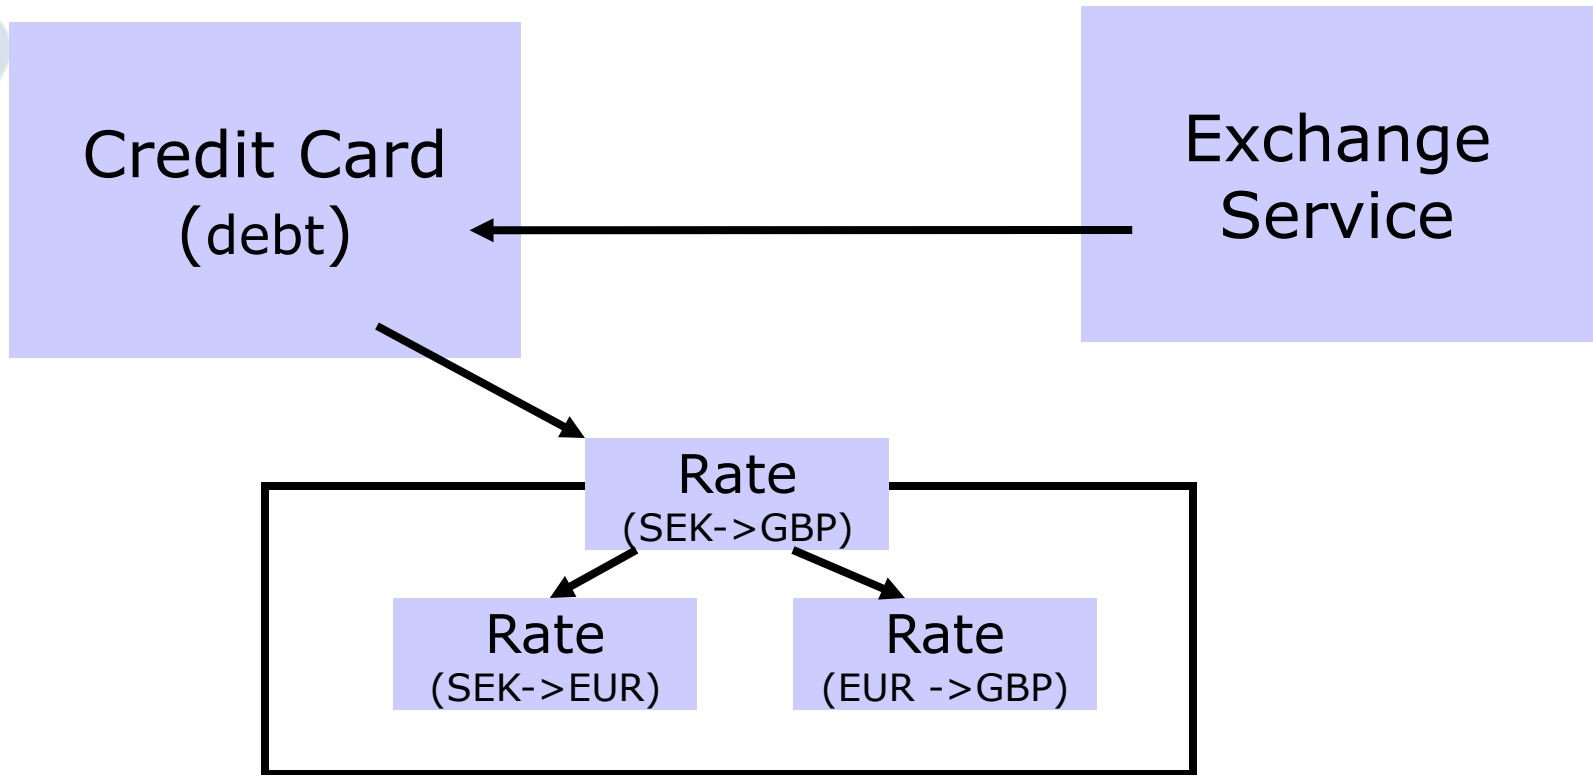 Credit Card
(debt)
Exchange
Service
Rate
(SEK->GBP)
Rate
(SEK->EUR)
Rate
(EUR ->GBP)